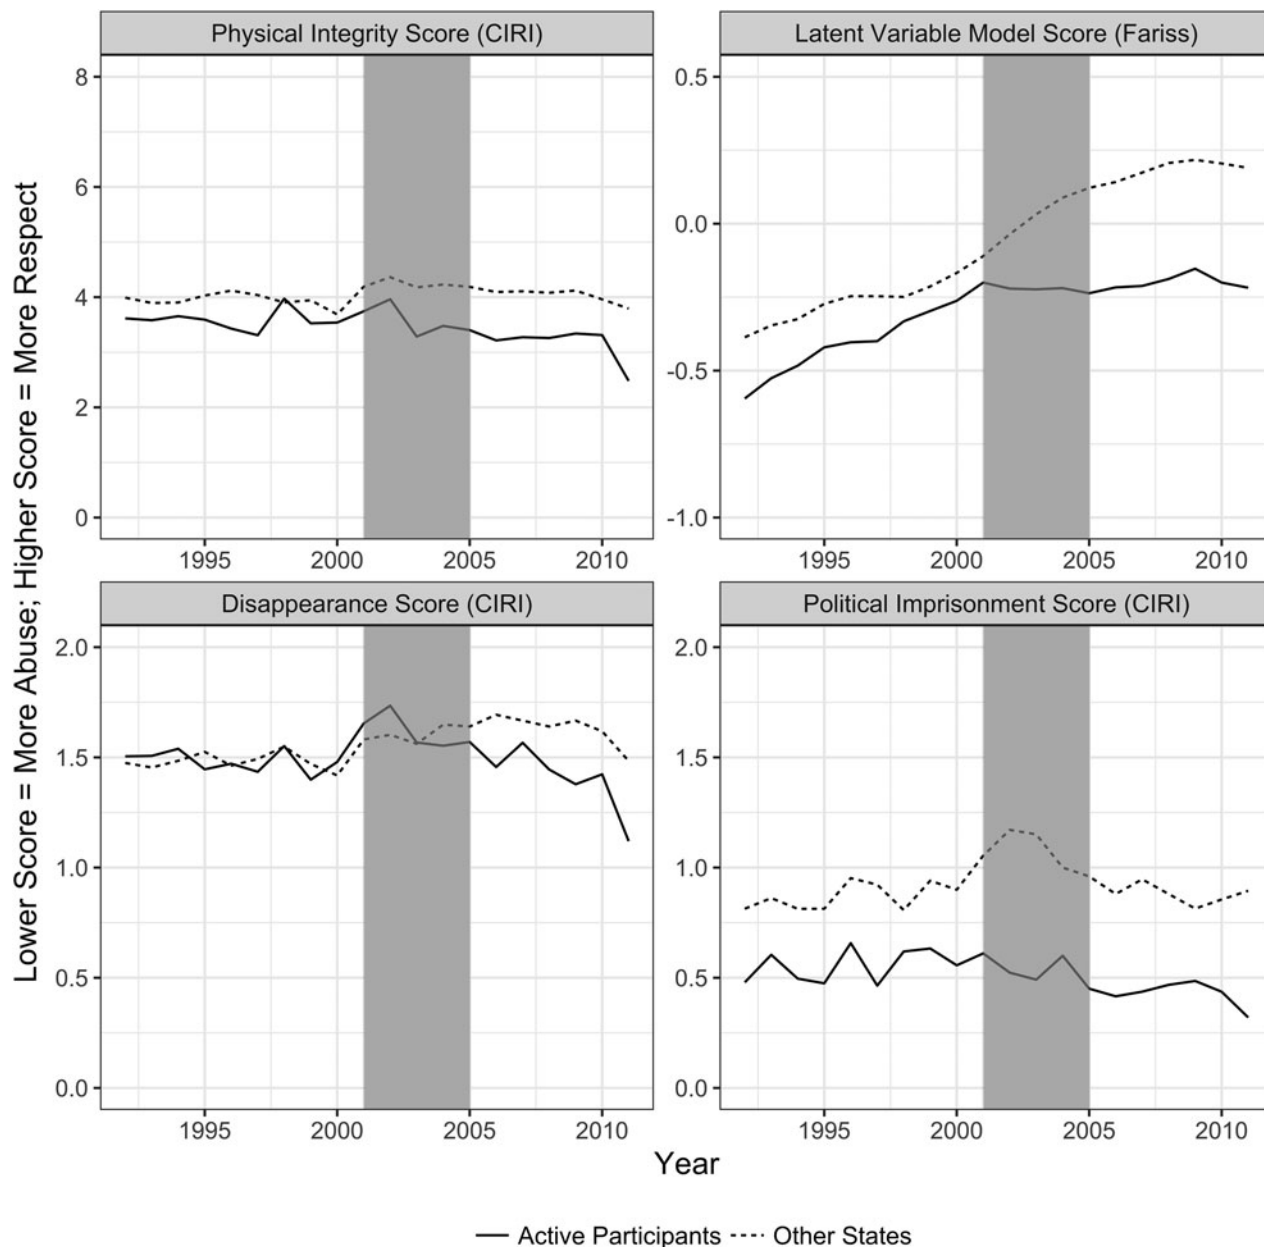 Physical Integrity Score (CIRI)
Latent Variable Model Score (Fariss)
8
6
4
2
0
0.5
0.0
-0.5
-1.0
1995 2000 2005 2010
1995 2000 2005 2010
Lower Score = More Abuse; Higher Score = More Respect
Disappearance Score (CIRI)
Political Imprisonment Score (CIRI)
2.0
1.5
1.0
0.5
0.0
2.0
1.5
1.0
0.5
0.0
1995 2000 2005 2010
1995 2000 2005 2010
Year
Active Participants Other States